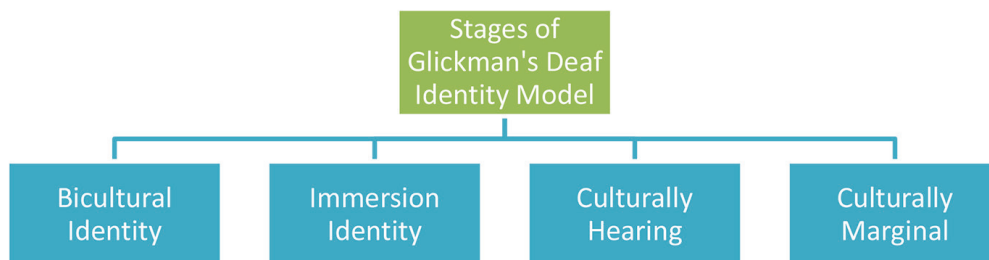 Stages of
Glickman's Deaf
Identity Model
Bicultural
Identity
Immersion
Identity
Culturally
Hearing
Culturally
Marginal